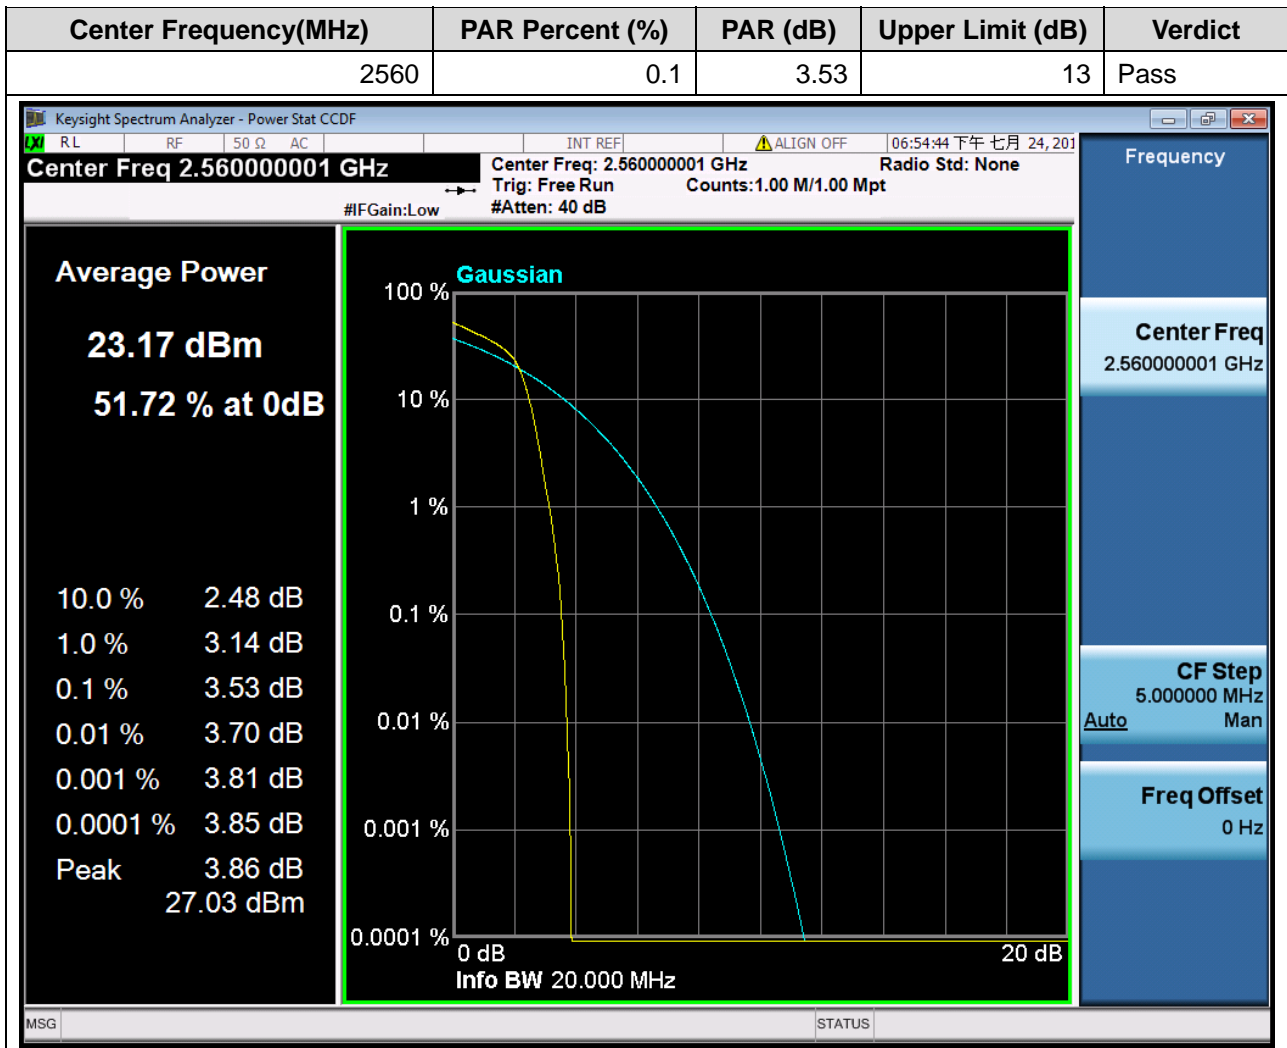 Center Frequency(MHz) PAR Percent (%) PAR (dB) Upper Limit (dB) Verdict
2560 0.1 3.53 13 Pass
Keysight Spectrum Analyzer - Power Stat CCDF
LXI RL RF 50 Ω AC INT REF ALIGN OFF 06:54:44 下午 七月 24, 201
Center Freq 2.560000001 GHz
#IFGain:Low
Center Freq: 2.560000001 GHz Radio Std: None
Trig: Free Run Counts:1.00 M/1.00 Mpt
#Atten: 40 dB
Average Power
23.17 dBm
51.72 % at 0dB
10.0 % 2.48 dB
1.0 % 3.14 dB
0.1 % 3.53 dB
0.01 % 3.70 dB
0.001 % 3.81 dB
0.0001 % 3.85 dB
Peak 3.86 dB
27.03 dBm
Gaussian
100 %
10 %
1 %
0.1 %
0.01 %
0.001 %
0.0001 %
0 dB 20 dB
Info BW 20.000 MHz
Frequency
Center Freq
2.560000001 GHz
CF Step
5.000000 MHz
Auto Man
Freq Offset
0 Hz
MSG STATUS